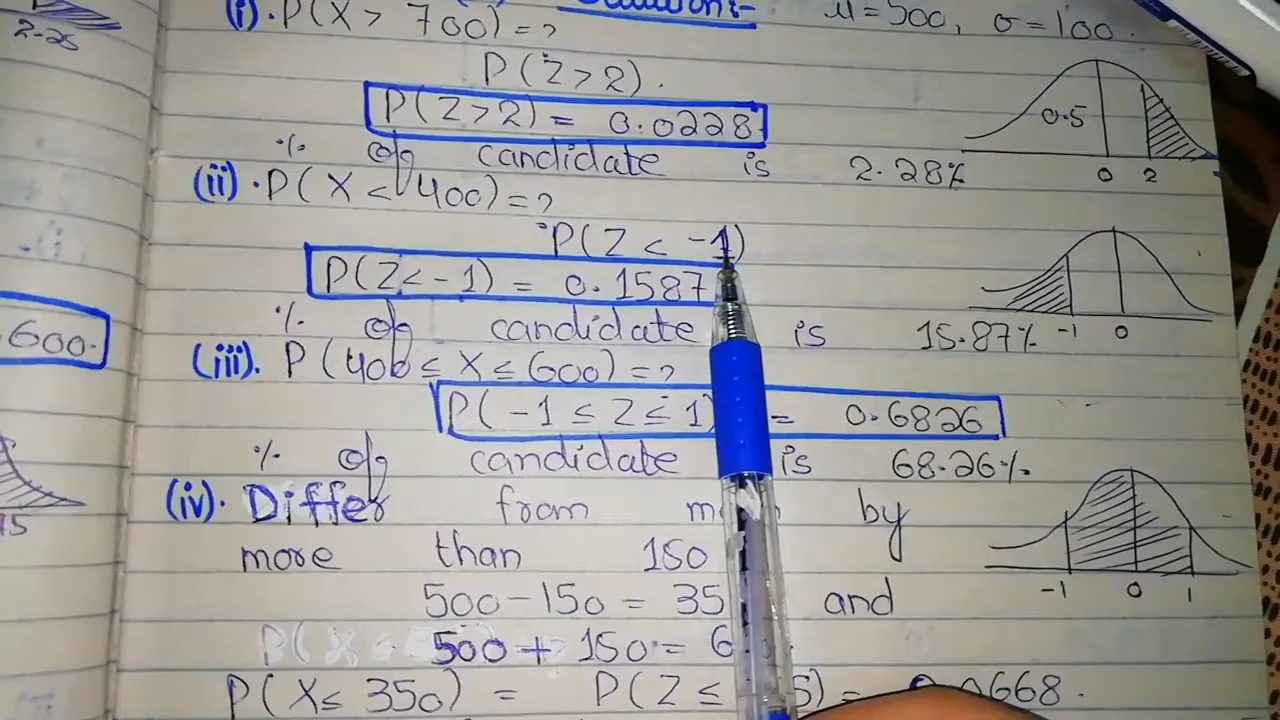 (i). P(X > 700) = ?
μ = 500, σ = 100.
2.25
P(Z > 2).
P(Z > 2) = 0.0228
0.5
0 2
% of candidate is 2.28%
(ii). P(X < 400) = ?
P(Z < -1)
P(Z < -1) = 0.1587
% of candidate is 15.87%
-1 0
600.
(iii). P(400 ≤ X ≤ 600) = ?
P(-1 ≤ Z ≤ 1) = 0.6826
% of candidate is 68.26%.
(iv). Differ from by
more than 150
-1 0 1
500 - 150 = 35 and
500 + 150 = 6
P(X ≤ 350) = P(Z ≤ 5) = 0.0668.